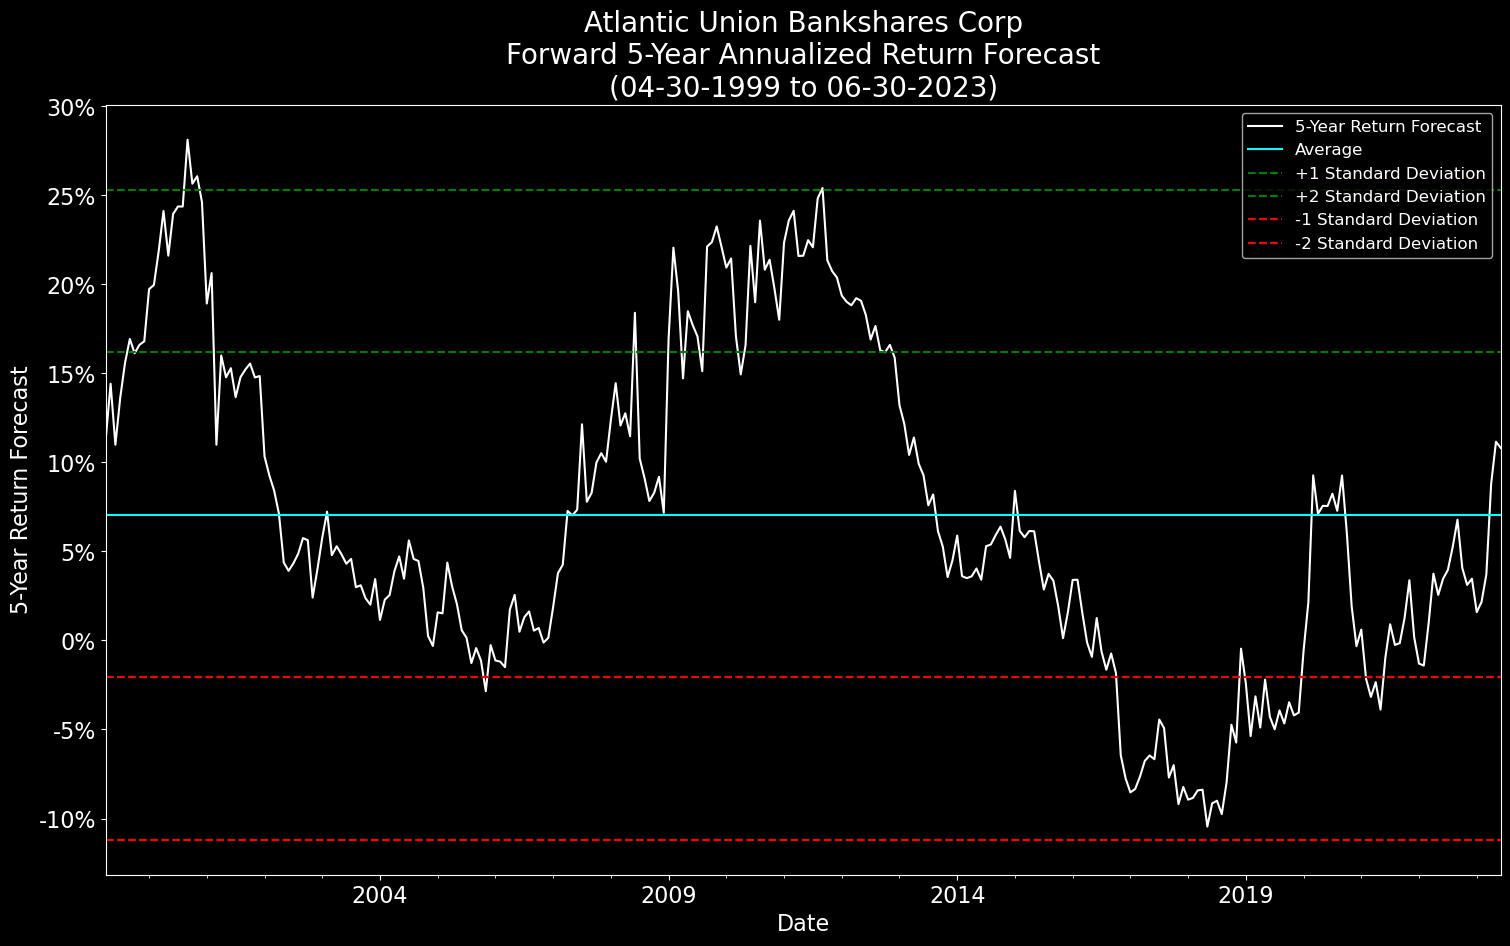 Atlantic Union Bankshares Corp
Forward 5-Year Annualized Return Forecast
(04-30-1999 to 06-30-2023)
30%
25%
20%
15%
10%
5%
0%
-5%
-10%
5-Year Return Forecast
5-Year Return Forecast
Average
+1 Standard Deviation
+2 Standard Deviation
-1 Standard Deviation
-2 Standard Deviation
2004
2009
2014
2019
Date